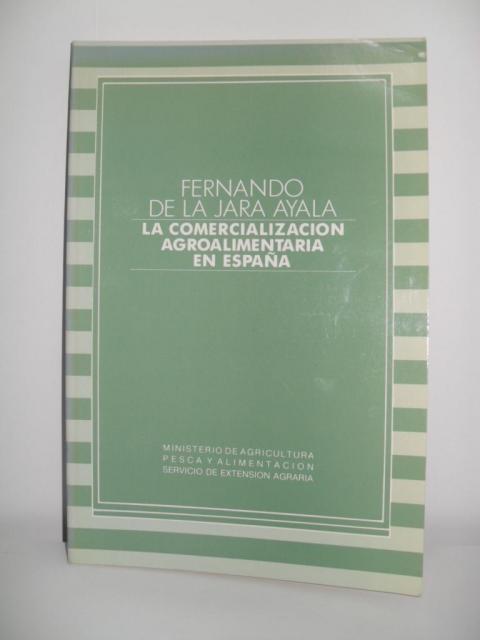 FERNANDO
DE LA JARA AYALA
LA COMERCIALIZACION
AGROALIMENTARIA
EN ESPAÑA
MINISTERIO DE AGRICULTURA
PESCA Y ALIMENTACION
SERVICIO DE EXTENSION AGRARIA